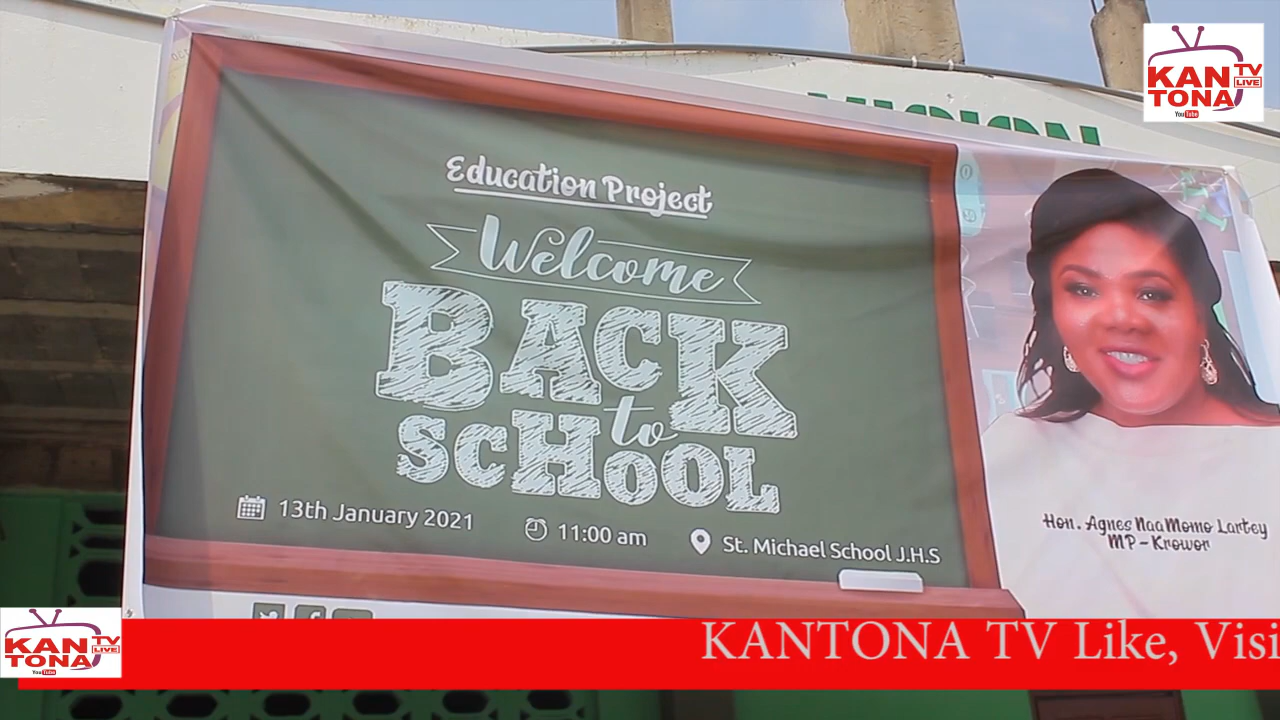 KAN TV
LIVE
TONA
YouTube
Education Project
Welcome
BACK
to
SCHOOL
13th January 2021
11:00 am
St. Michael School J.H.S
Hon. Agnes NaaMomo Lartey
MP - Krowor
KAN TV
LIVE
TONA
YouTube
KANTONA TV Like, Visi